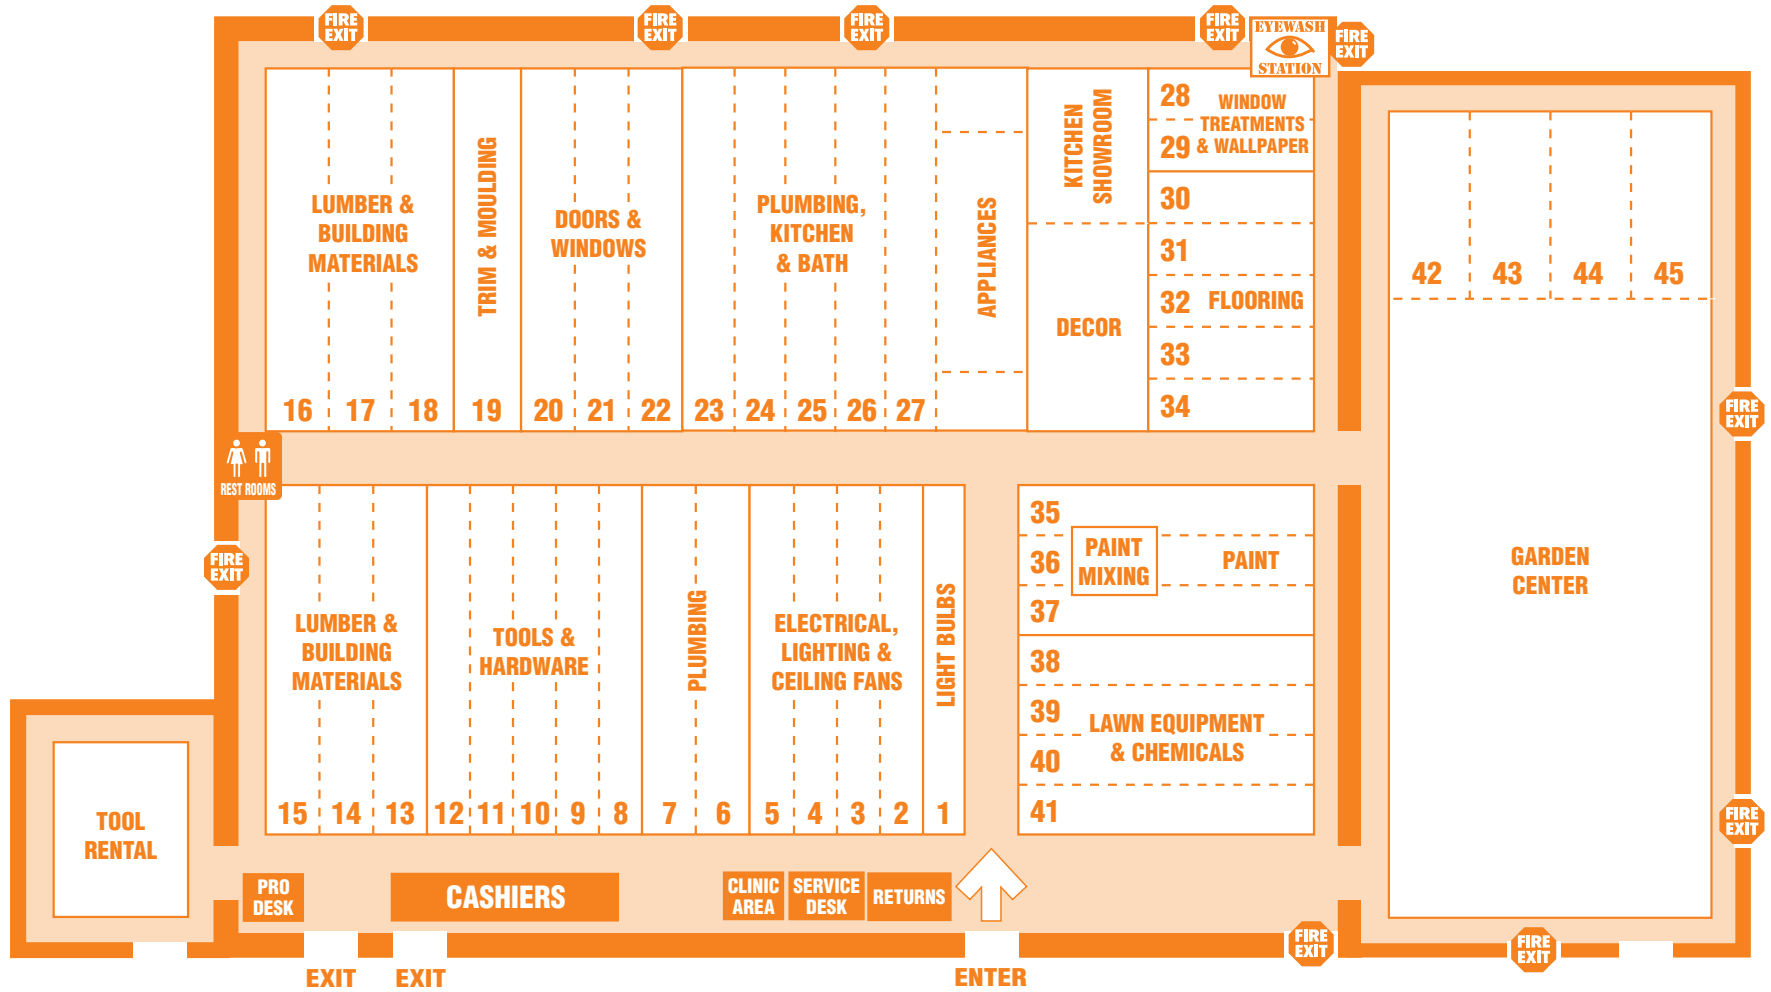 FIRE
EXIT
FIRE
EXIT
FIRE
EXIT
FIRE
EXIT
EYEWASH
STATION
FIRE
EXIT
LUMBER &
BUILDING
MATERIALS
16 17 18
TRIM & MOULDING
19
DOORS &
WINDOWS
20 21 22
PLUMBING,
KITCHEN
& BATH
23 24 25 26 27
APPLIANCES
KITCHEN
SHOWROOM
DECOR
28
29
WINDOW
TREATMENTS
& WALLPAPER
30
31
32 FLOORING
33
34
42 43 44 45
GARDEN
CENTER
FIRE
EXIT
FIRE
EXIT
REST ROOMS
FIRE
EXIT
LUMBER &
BUILDING
MATERIALS
15 14 13
TOOLS &
HARDWARE
12 11 10 9 8
PLUMBING
7 6
ELECTRICAL,
LIGHTING &
CEILING FANS
5 4 3 2
LIGHT BULBS
1
35
36
37
PAINT
MIXING
PAINT
38
39
40
41
LAWN EQUIPMENT
& CHEMICALS
TOOL
RENTAL
PRO
DESK
CASHIERS
CLINIC
AREA
SERVICE
DESK
RETURNS
FIRE
EXIT
FIRE
EXIT
EXIT
EXIT
ENTER